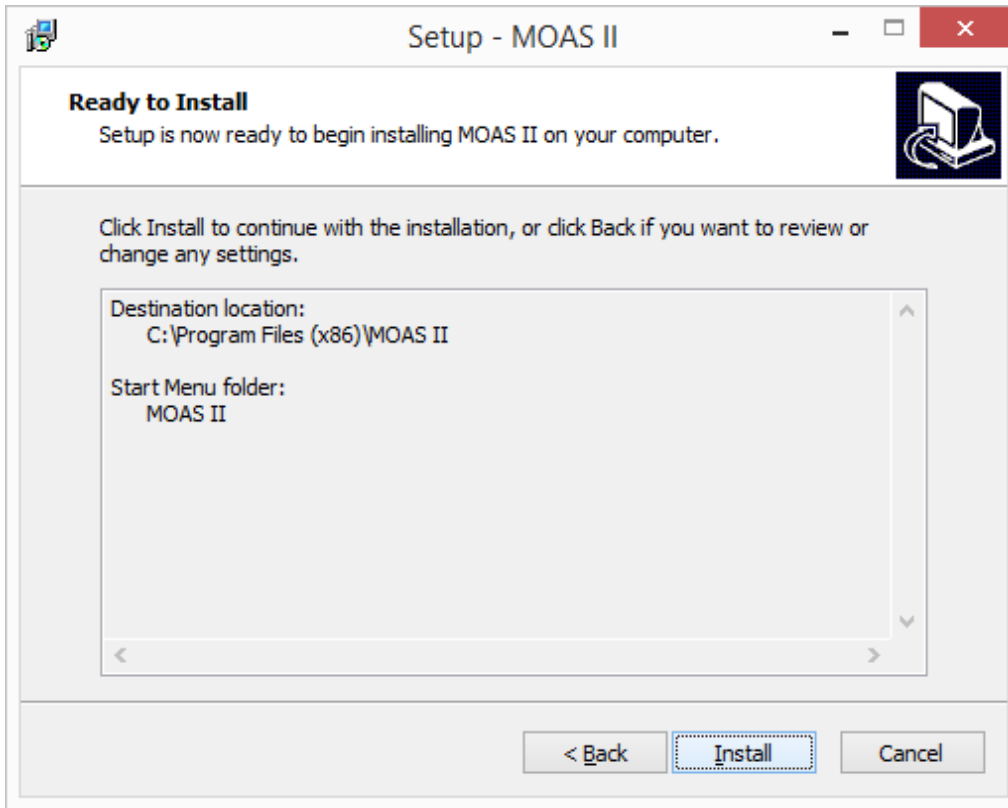 Setup - MOAS II
Ready to Install
Setup is now ready to begin installing MOAS II on your computer.
Click Install to continue with the installation, or click Back if you want to review or
change any settings.
Destination location:
C:\Program Files (x86)\MOAS II
Start Menu folder:
MOAS II
< Back
Install
Cancel